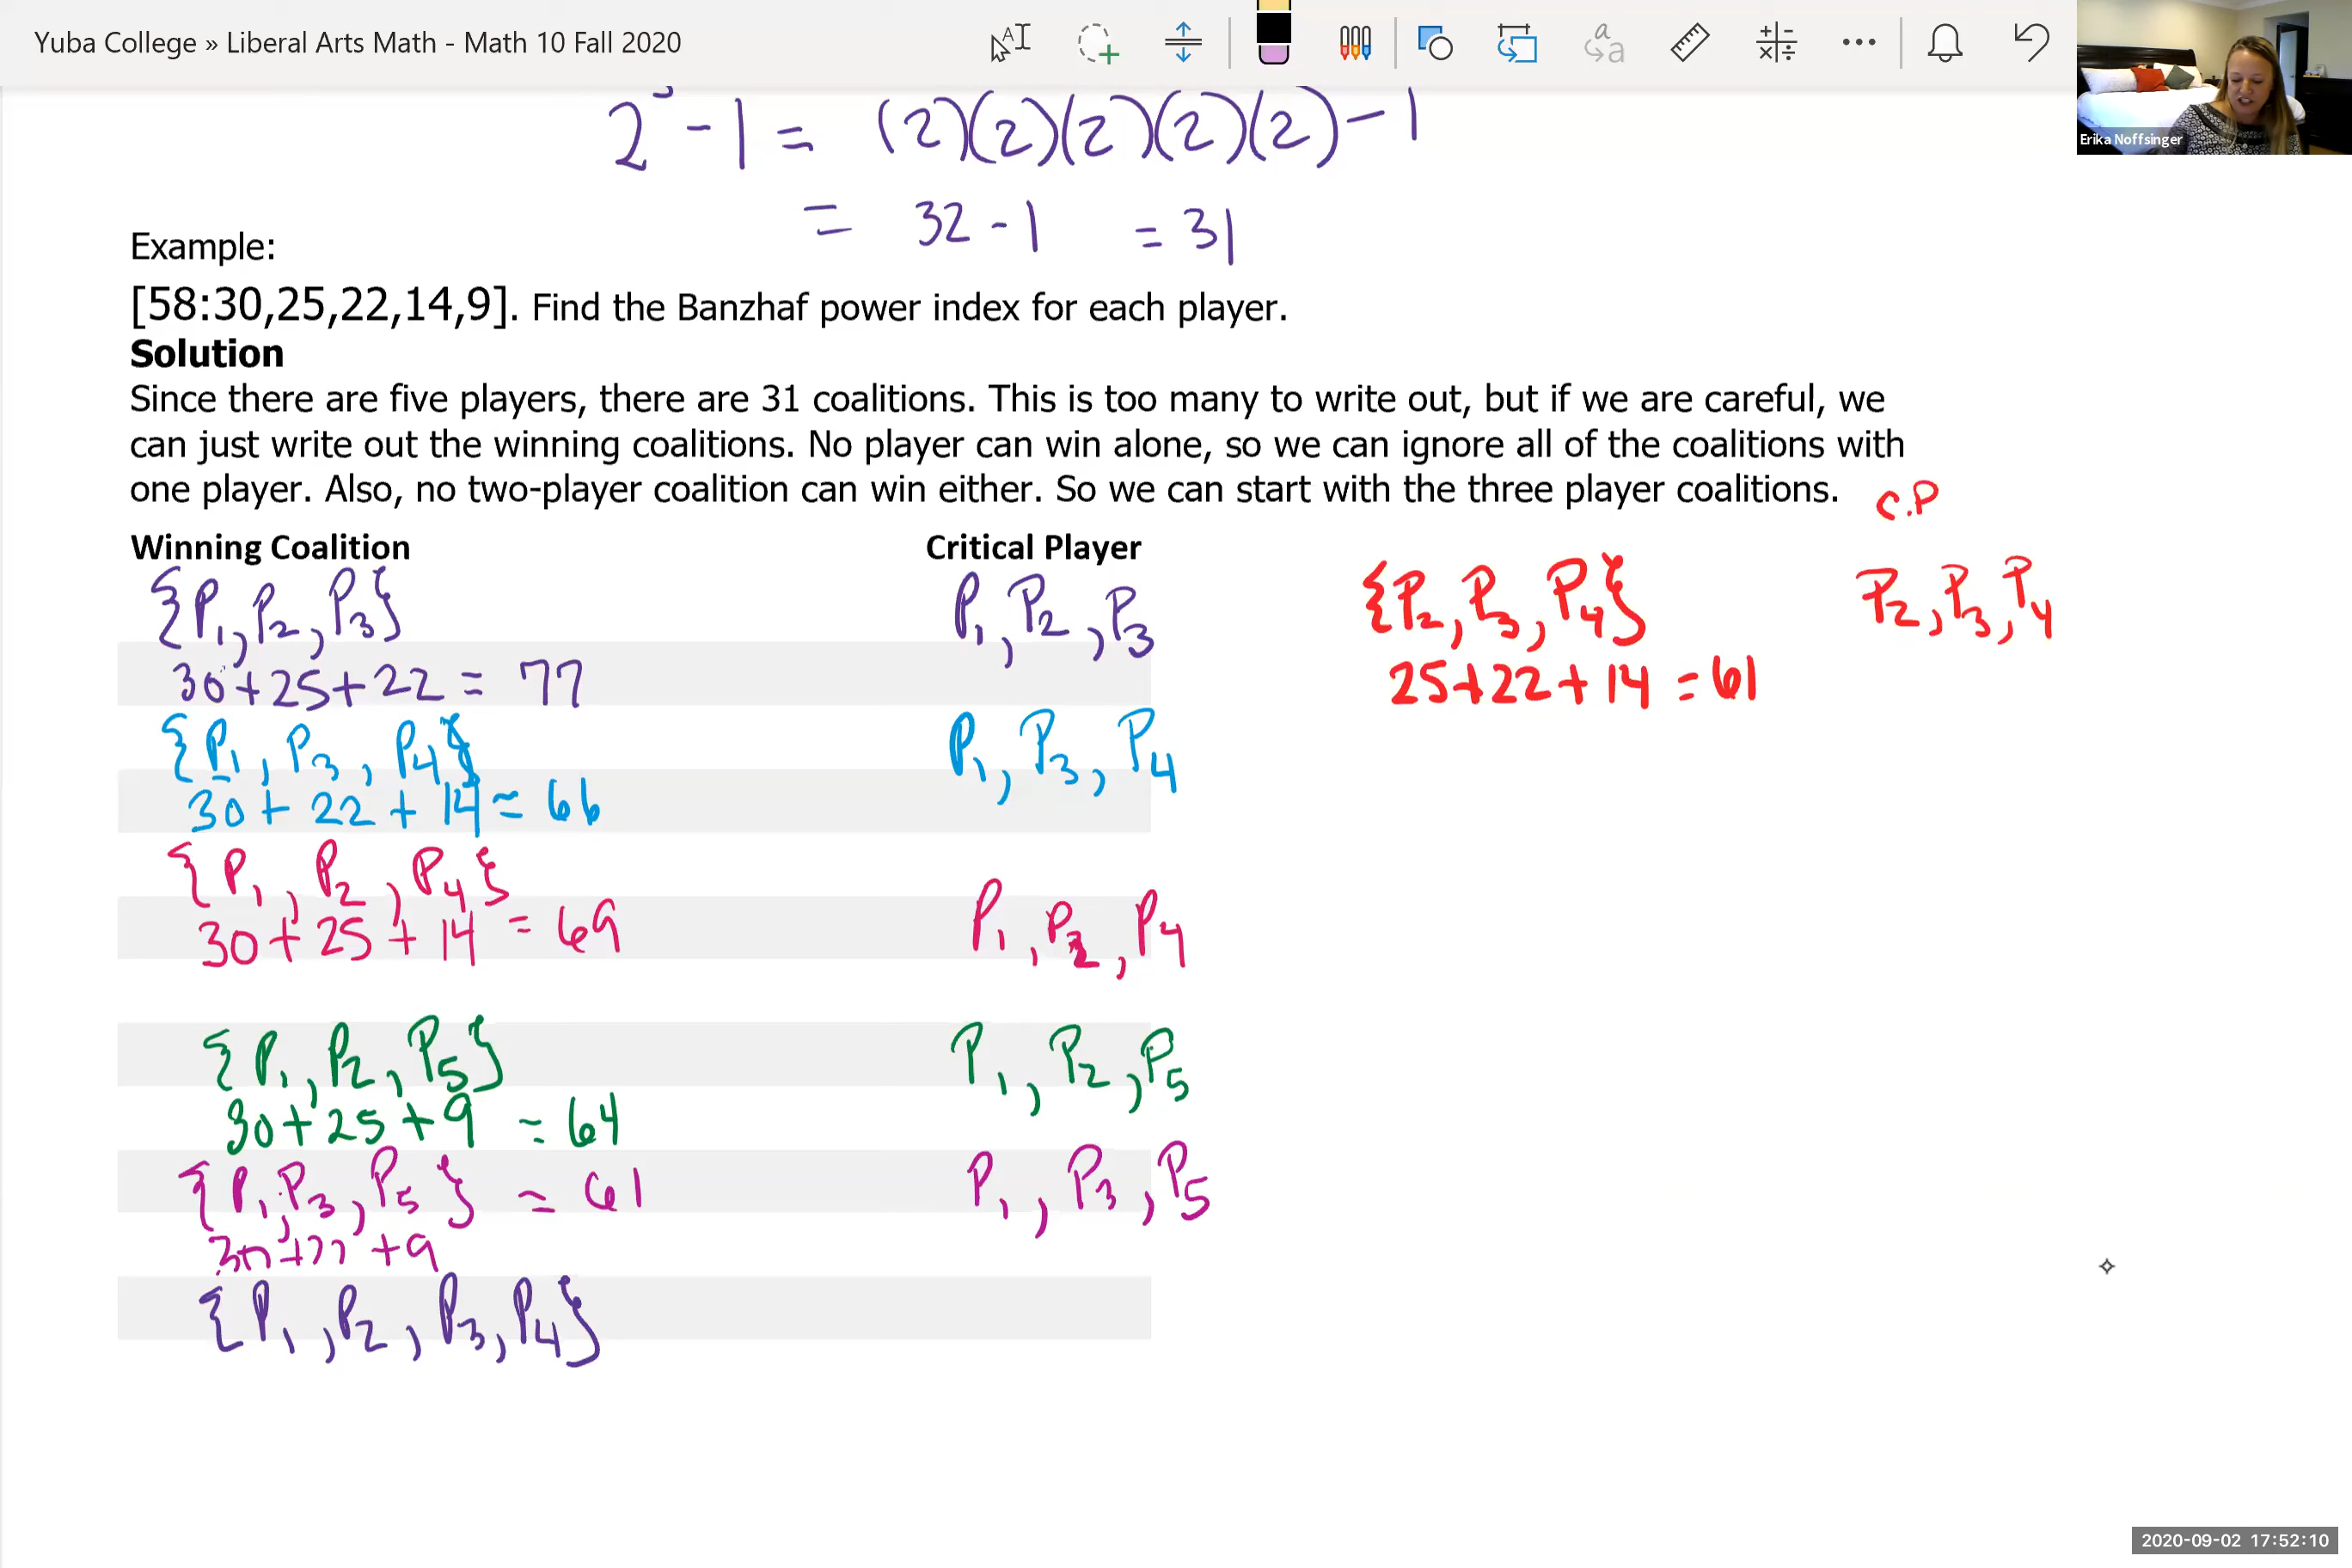 Yuba College » Liberal Arts Math - Math 10 Fall 2020
Erika Noffsinger
2⁵ - 1 = (2)(2)(2)(2)(2) - 1
= 32 - 1 = 31
Example:
[58:30,25,22,14,9]. Find the Banzhaf power index for each player.
Solution
Since there are five players, there are 31 coalitions. This is too many to write out, but if we are careful, we
can just write out the winning coalitions. No player can win alone, so we can ignore all of the coalitions with
one player. Also, no two-player coalition can win either. So we can start with the three player coalitions.
Winning Coalition
Critical Player
C.P
{P₁, P₂, P₃}
P₁, P₂, P₃
{P₂, P₃, P₄}
P₂, P₃, P₄
30+25+22 = 77
25+22+14 = 61
{P₁, P₃, P₄}
P₁, P₃, P₄
30+22+14 = 66
{P₁, P₂, P₄}
P₁, P₂, P₄
30+25+14 = 69
{P₁, P₂, P₅}
P₁, P₂, P₅
30+25+9 = 64
{P₁, P₃, P₅} = 61
P₁, P₃, P₅
30+22+9
{P₁, P₂, P₃, P₄}
2020-09-02 17:52:10